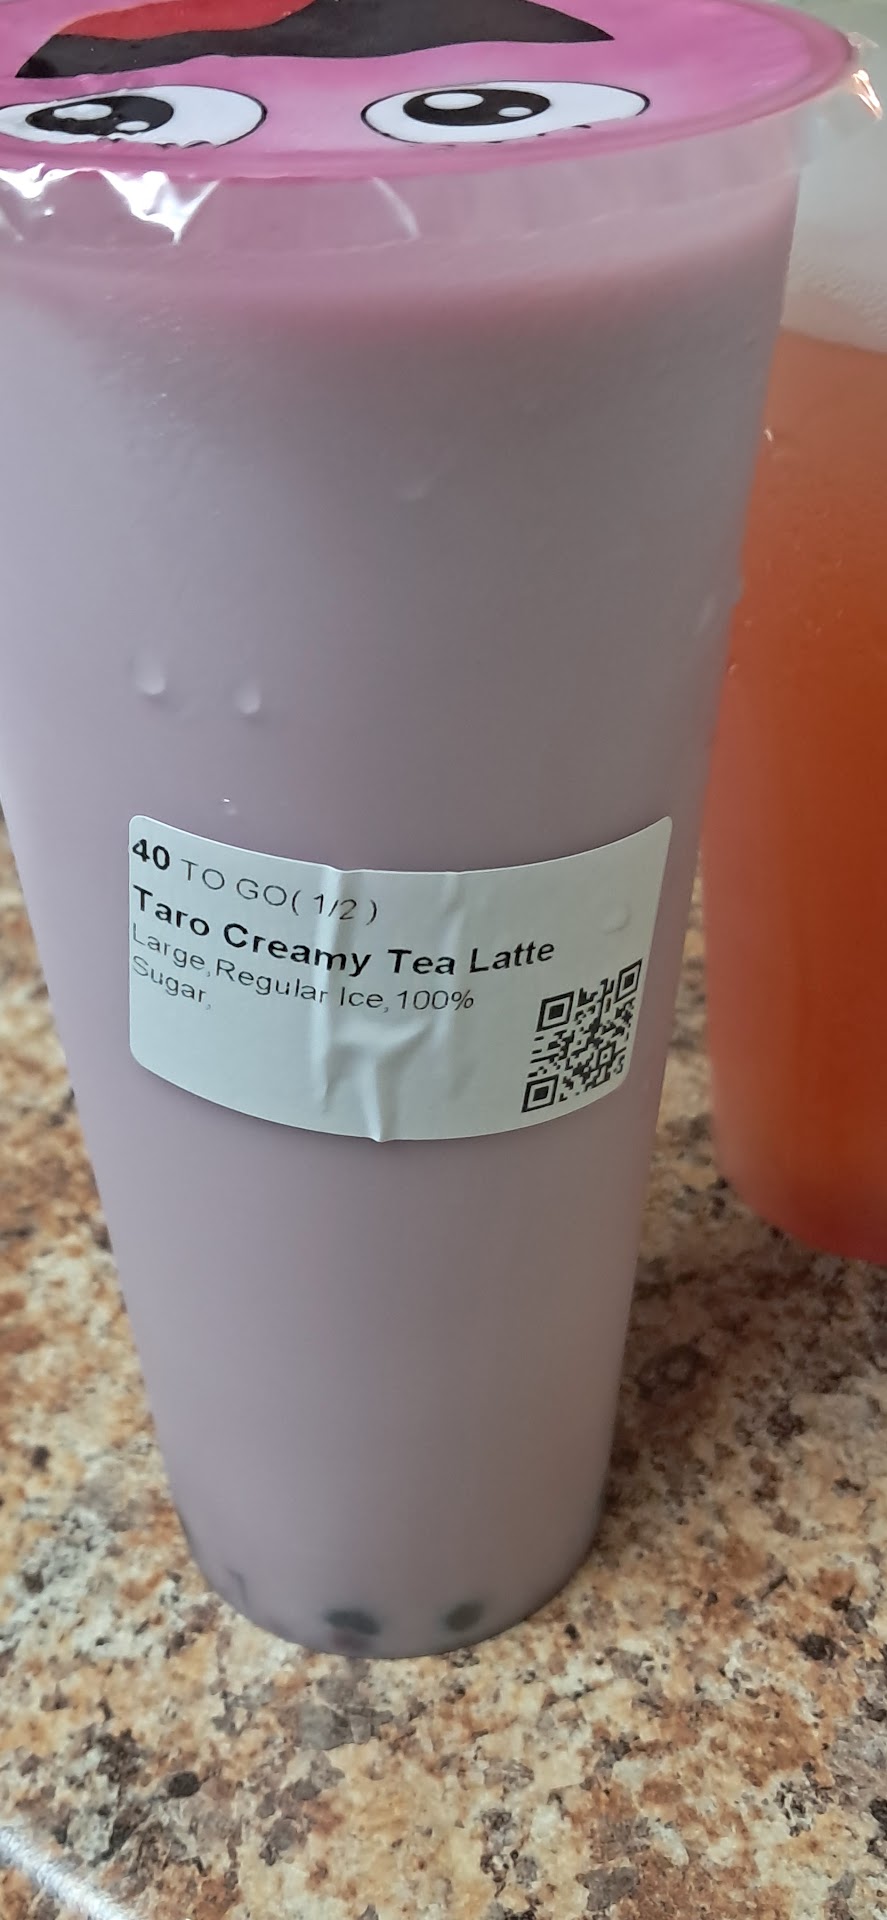 40 TO GO( 1/2 )
Taro Creamy Tea Latte
Large,Regular Ice,100%
Sugar,